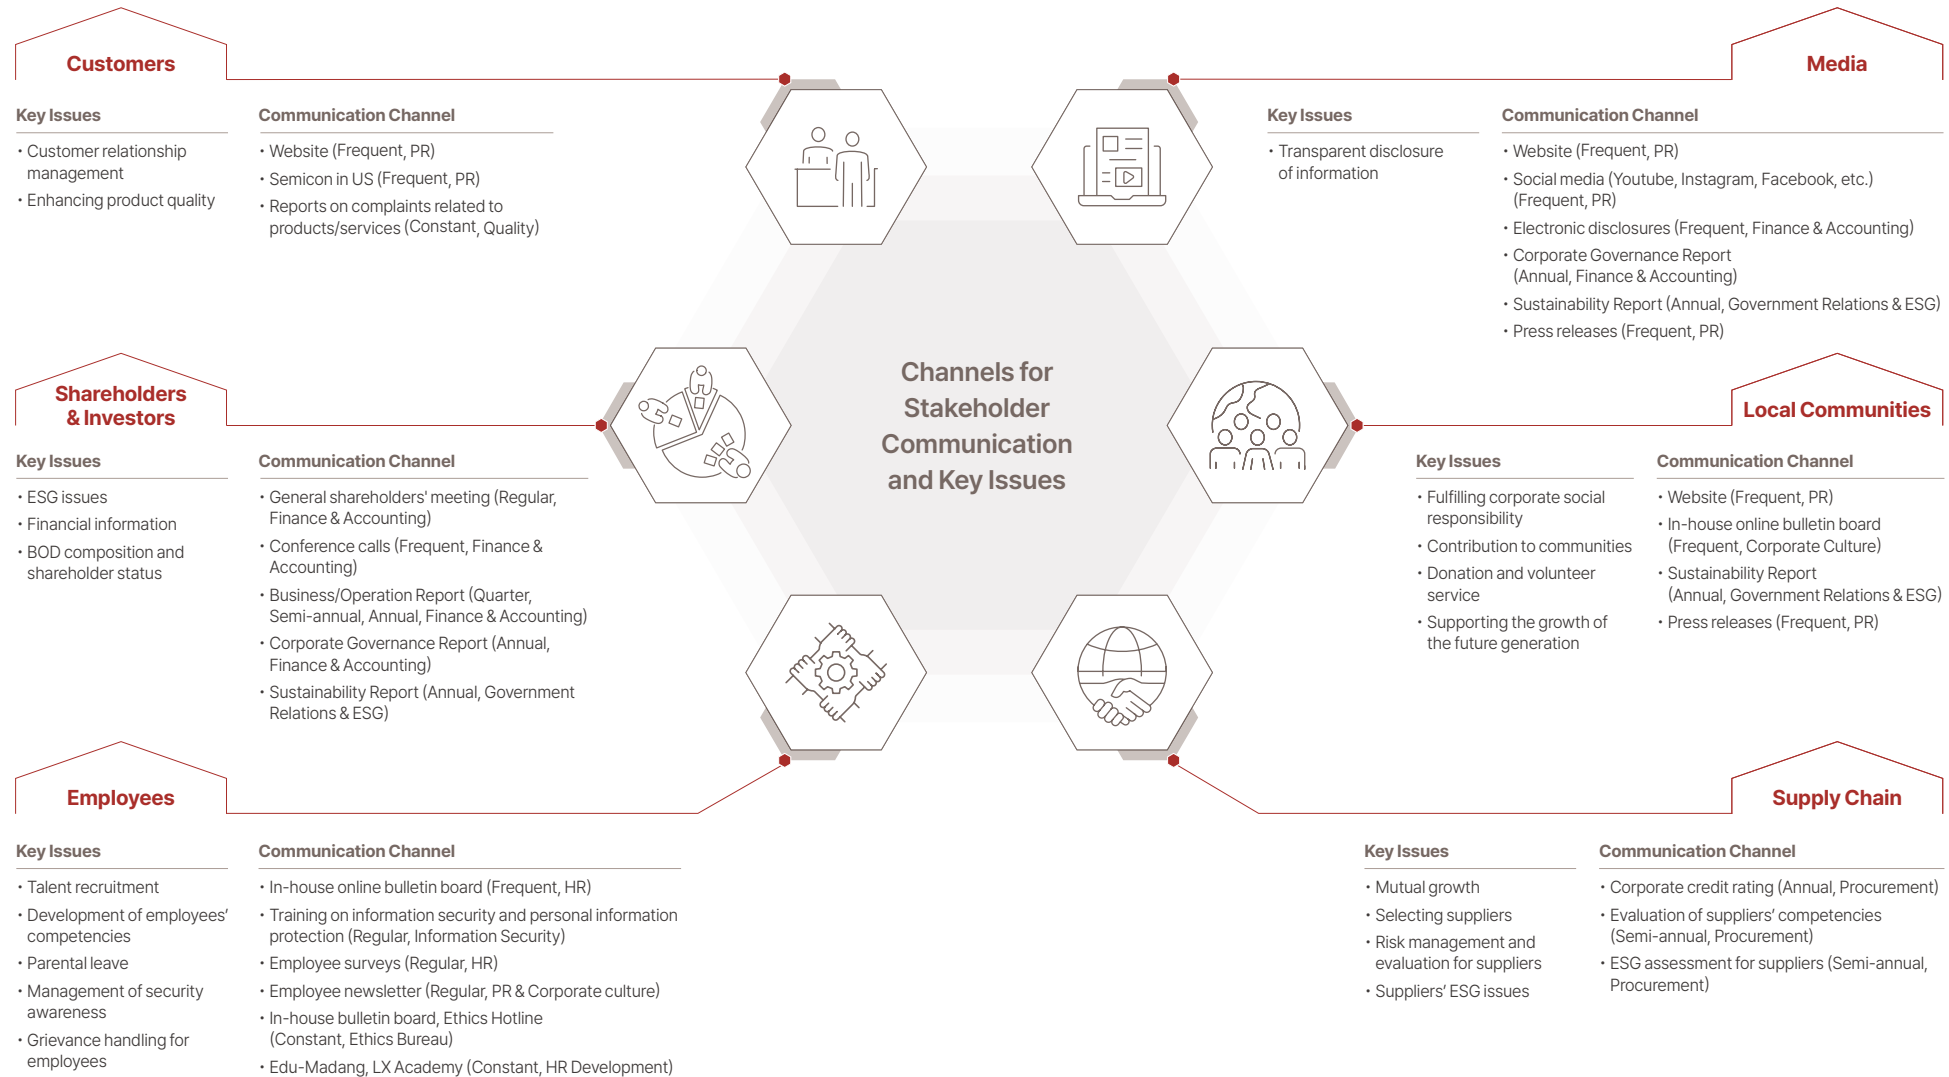 Customers
Key Issues
• Customer relationship
management
• Enhancing product quality
Communication Channel
• Website (Frequent, PR)
• Semicon in US (Frequent, PR)
• Reports on complaints related to
products/services (Constant, Quality)
Shareholders
& Investors
Key Issues
• ESG issues
• Financial information
• BOD composition and
shareholder status
Communication Channel
• General shareholders' meeting (Regular,
Finance & Accounting)
• Conference calls (Frequent, Finance &
Accounting)
• Business/Operation Report (Quarter,
Semi-annual, Annual, Finance & Accounting)
• Corporate Governance Report (Annual,
Finance & Accounting)
• Sustainability Report (Annual, Government
Relations & ESG)
Employees
Key Issues
• Talent recruitment
• Development of employees’
competencies
• Parental leave
• Management of security
awareness
• Grievance handling for
employees
Communication Channel
• In-house online bulletin board (Frequent, HR)
• Training on information security and personal information
protection (Regular, Information Security)
• Employee surveys (Regular, HR)
• Employee newsletter (Regular, PR & Corporate culture)
• In-house bulletin board, Ethics Hotline
(Constant, Ethics Bureau)
• Edu-Madang, LX Academy (Constant, HR Development)
Channels for
Stakeholder
Communication
and Key Issues
Media
Key Issues
• Transparent disclosure
of information
Communication Channel
• Website (Frequent, PR)
• Social media (Youtube, Instagram, Facebook, etc.)
(Frequent, PR)
• Electronic disclosures (Frequent, Finance & Accounting)
• Corporate Governance Report
(Annual, Finance & Accounting)
• Sustainability Report (Annual, Government Relations & ESG)
• Press releases (Frequent, PR)
Local Communities
Key Issues
• Fulfilling corporate social
responsibility
• Contribution to communities
• Donation and volunteer
service
• Supporting the growth of
the future generation
Communication Channel
• Website (Frequent, PR)
• In-house online bulletin board
(Frequent, Corporate Culture)
• Sustainability Report
(Annual, Government Relations & ESG)
• Press releases (Frequent, PR)
Supply Chain
Key Issues
• Mutual growth
• Selecting suppliers
• Risk management and
evaluation for suppliers
• Suppliers’ ESG issues
Communication Channel
• Corporate credit rating (Annual, Procurement)
• Evaluation of suppliers’ competencies
(Semi-annual, Procurement)
• ESG assessment for suppliers (Semi-annual,
Procurement)